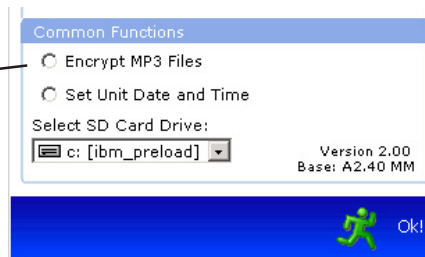 Common Functions
Encrypt MP3 Files
Set Unit Date and Time
Select SD Card Drive:
c: [ibm_preload]
Version 2.00
Base: A2.40 MM
Ok!